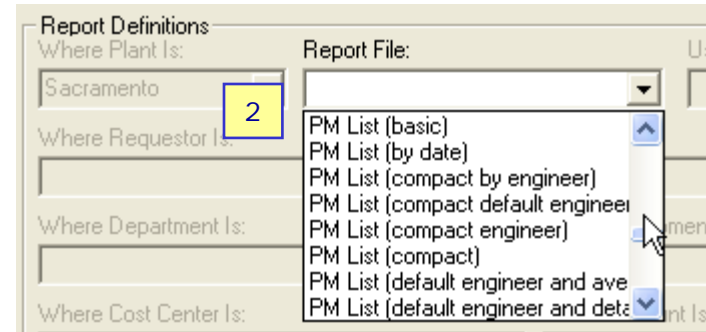 Report Definitions
Where Plant Is:
Report File:
Sacramento
2
Where Requestor Is:
PM List (basic)
PM List (by date)
PM List (compact by engineer)
PM List (compact default engineer
PM List (compact engineer)
PM List (compact)
PM List (default engineer and ave
PM List (default engineer and deta
Where Department Is:
Where Cost Center Is:
nt Is